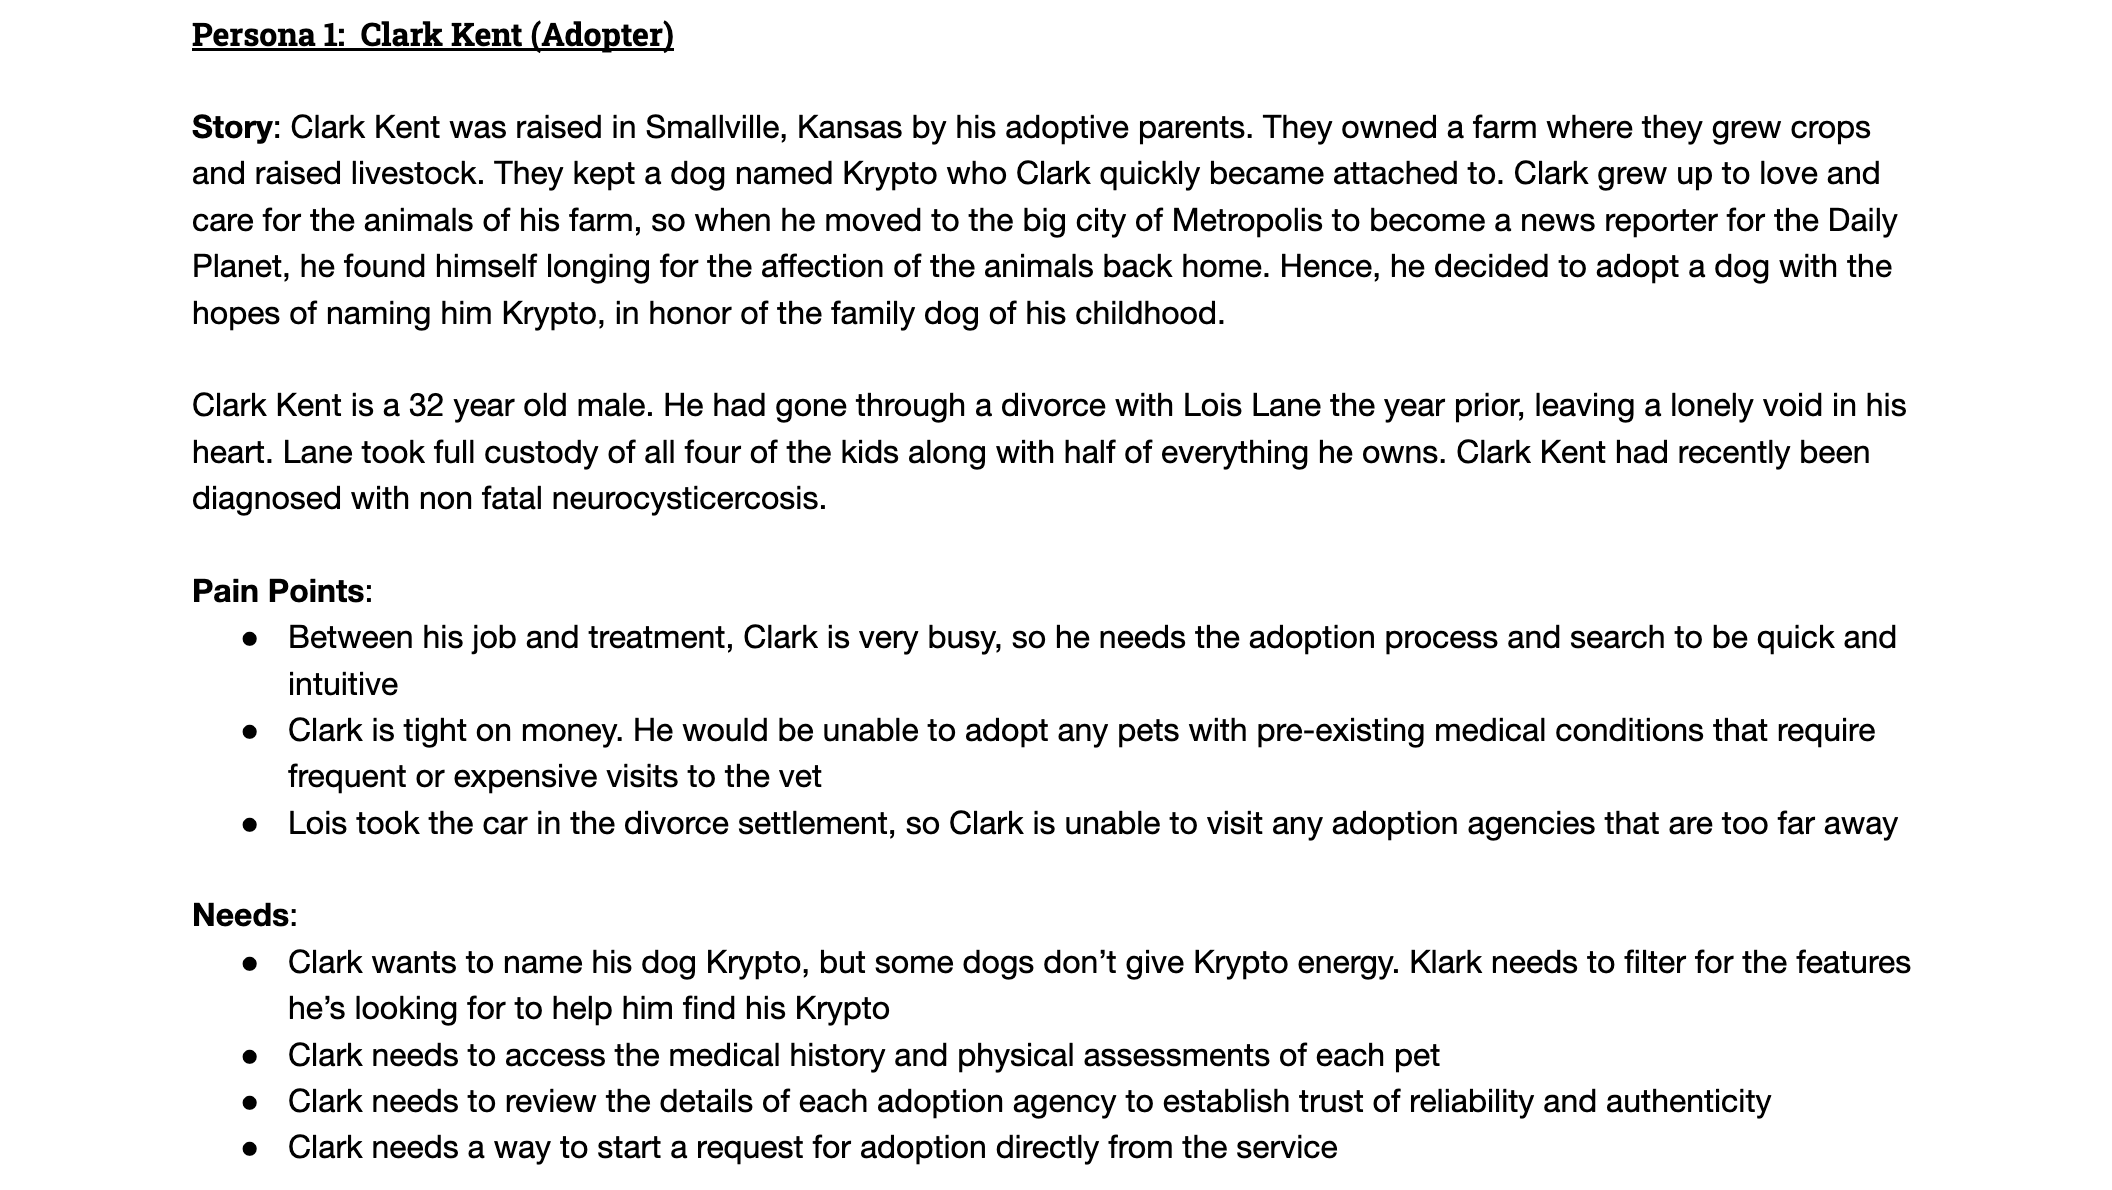 Persona 1:  Clark Kent (Adopter)
Story: Clark Kent was raised in Smallville, Kansas by his adoptive parents. They owned a farm where they grew crops
and raised livestock. They kept a dog named Krypto who Clark quickly became attached to. Clark grew up to love and
care for the animals of his farm, so when he moved to the big city of Metropolis to become a news reporter for the Daily
Planet, he found himself longing for the affection of the animals back home. Hence, he decided to adopt a dog with the
hopes of naming him Krypto, in honor of the family dog of his childhood.
Clark Kent is a 32 year old male. He had gone through a divorce with Lois Lane the year prior, leaving a lonely void in his
heart. Lane took full custody of all four of the kids along with half of everything he owns. Clark Kent had recently been
diagnosed with non fatal neurocysticercosis.
Pain Points:
● Between his job and treatment, Clark is very busy, so he needs the adoption process and search to be quick and
intuitive
● Clark is tight on money. He would be unable to adopt any pets with pre-existing medical conditions that require
frequent or expensive visits to the vet
● Lois took the car in the divorce settlement, so Clark is unable to visit any adoption agencies that are too far away
Needs:
● Clark wants to name his dog Krypto, but some dogs don’t give Krypto energy. Klark needs to filter for the features
he’s looking for to help him find his Krypto
● Clark needs to access the medical history and physical assessments of each pet
● Clark needs to review the details of each adoption agency to establish trust of reliability and authenticity
● Clark needs a way to start a request for adoption directly from the service